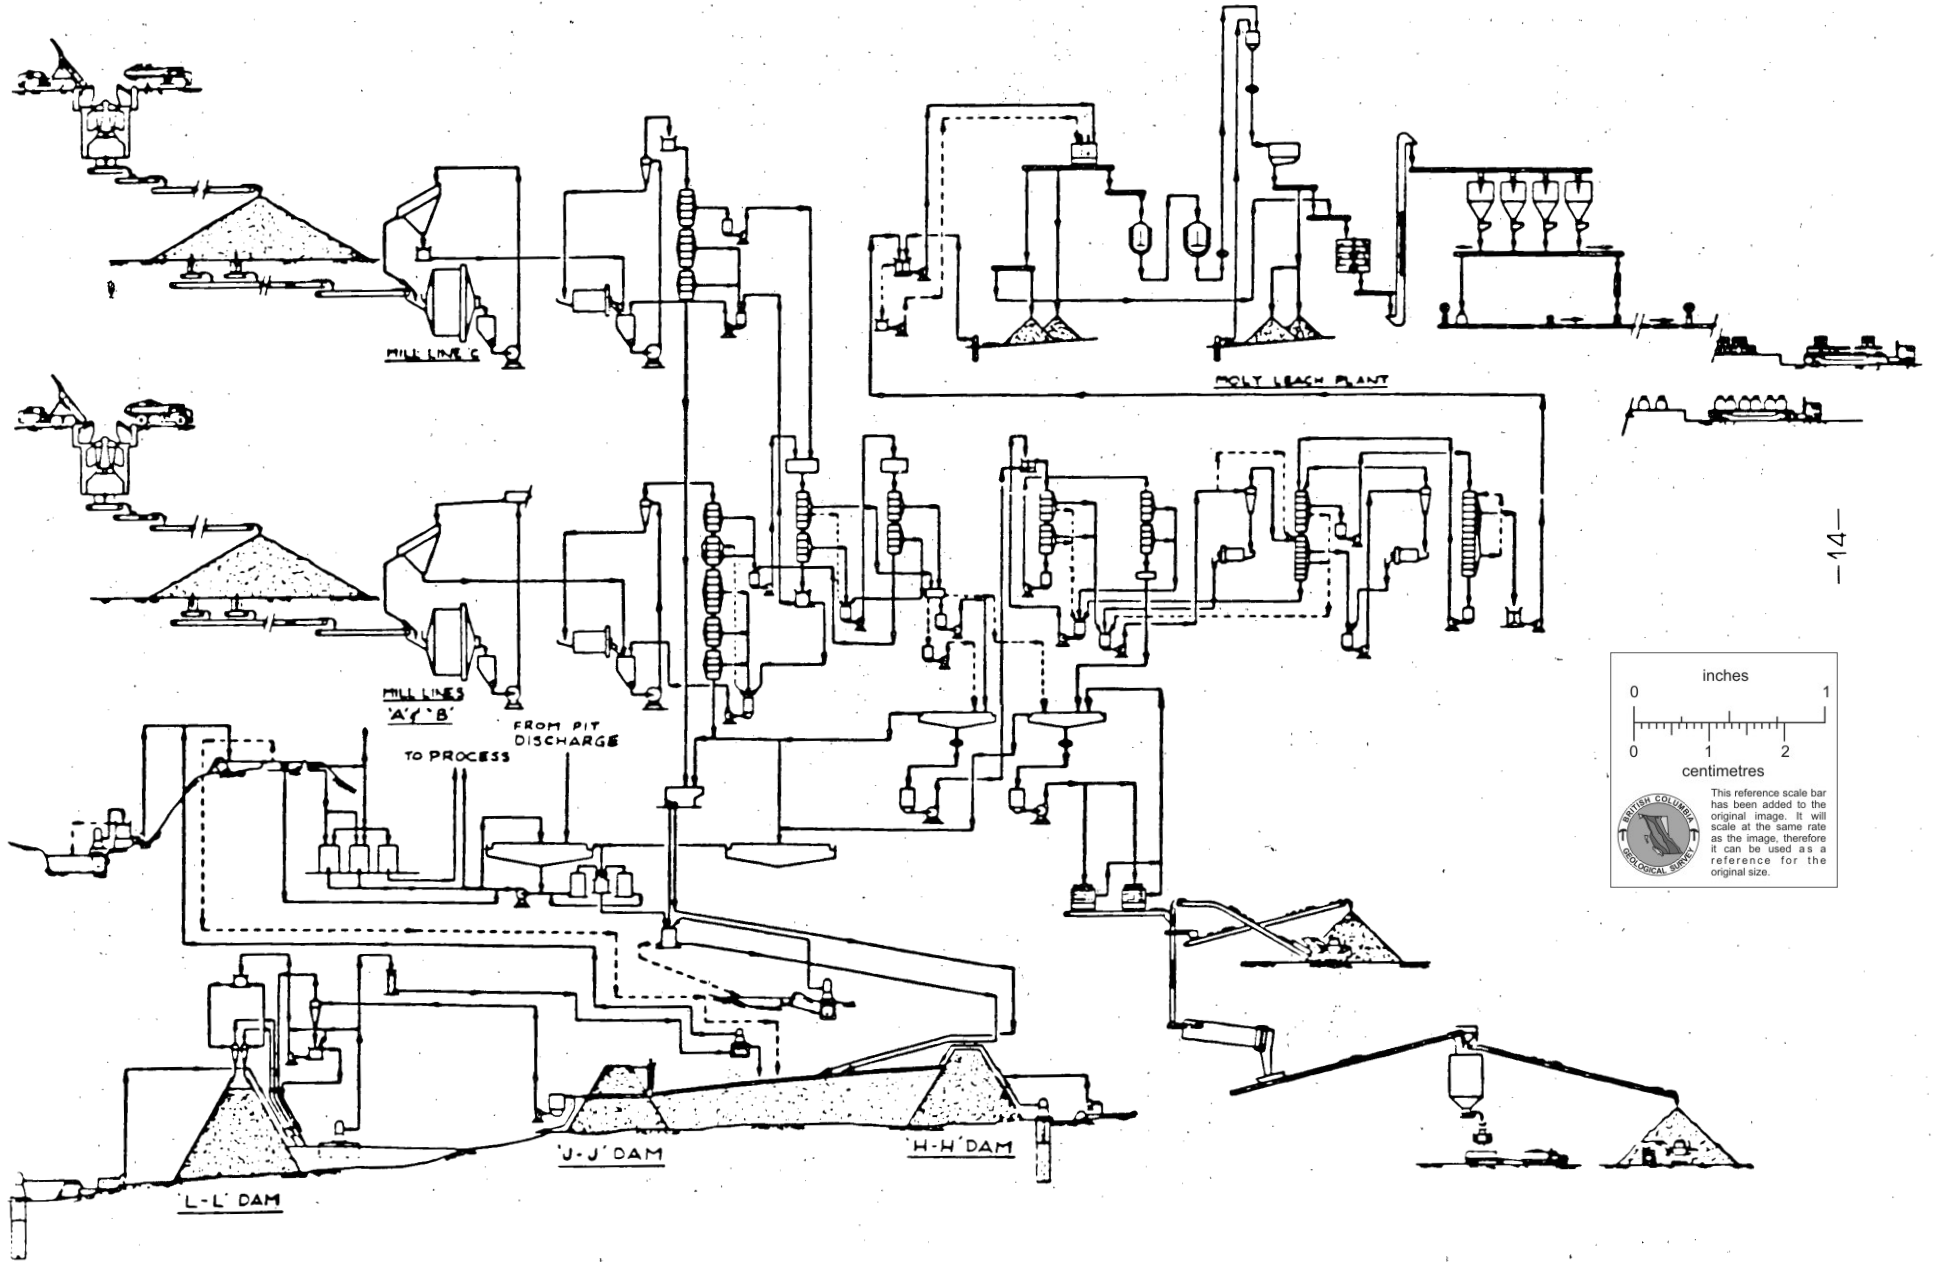 MILL LINE 'C'
MOLY LEACH PLANT
MILL LINES
'A' & 'B'
FROM PIT
DISCHARGE
TO PROCESS
'L-L' DAM
'J-J' DAM
'H-H' DAM
—14—
inches
0 1
0 1 2
centimetres
BRITISH COLUMBIA
GEOLOGICAL SURVEY
This reference scale bar
has been added to the
original image. It will
scale at the same rate
as the image, therefore
it can be used as a
reference for the
original size.